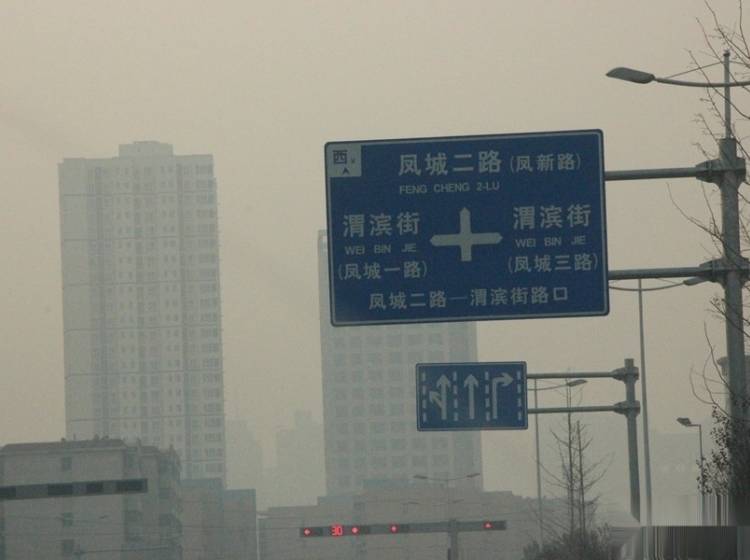 西
凤城二路(凤新路)
FENG CHENG 2-LU
渭滨街
WEI BIN JIE
(凤城一路)
渭滨街
WEI BIN JIE
(凤城三路)
凤城二路—渭滨街路口
30